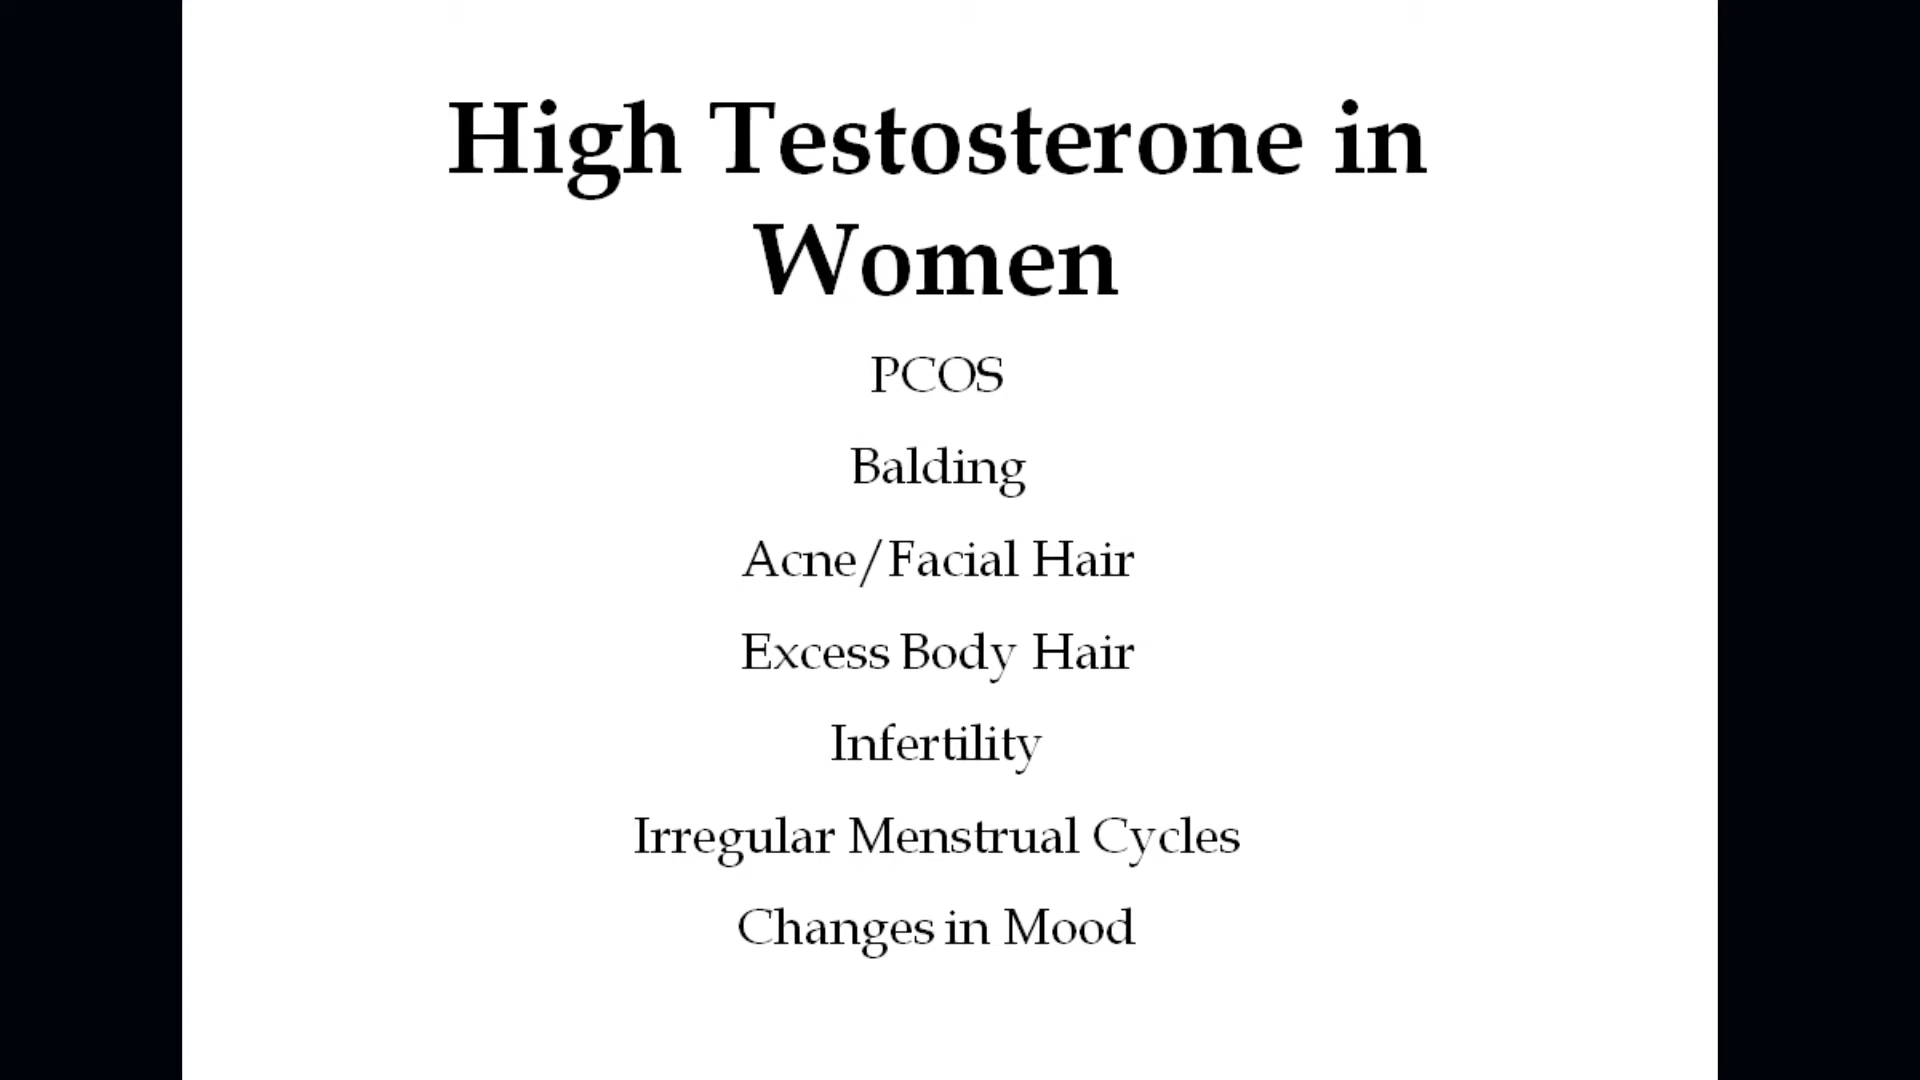 High Testosterone in
Women
PCOS
Balding
Acne/Facial Hair
Excess Body Hair
Infertility
Irregular Menstrual Cycles
Changes in Mood